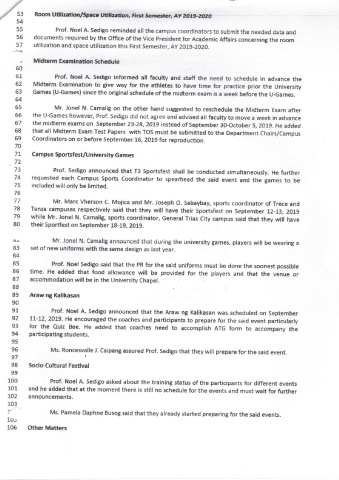 53 Room Utilization/Space Utilization, First Semester, AY 2019-2020
54
55 Prof. Noel A. Sedigo reminded all the campus coordinators to submit the needed data and
56 documents required by the Office of the Vice President for Academic Affairs concerning the room
57 utilization and space utilization this First Semester, AY 2019-2020.
Midterm Examination Schedule
60
61 Prof. Noel A. Sedigo informed all faculty and staff the need to schedule in advance the
62 Midterm Examination to give way for the athletes to have time for practice prior the University
63 Games (U-Games) since the original schedule of the midterm exam is a week before the U-Games.
64
65 Mr. Jonel N. Camalig on the other hand suggested to reschedule the Midterm Exam after
66 the U-Games however, Prof. Sedigo did not agree and advised all faculty to move a week in advance
67 the midterm exams on September 23-28, 2019 instead of September 30-October 5, 2019. He added
68 that all Midterm Exam Test Papers with TOS must be submitted to the Department Chairs/Campus
69 Coordinators on or before September 16, 2019 for reproduction.
70
71 Campus Sportsfest/University Games
72
73 Prof. Sedigo announced that T3 Sportsfest shall be conducted simultaneously. He further
74 requested each Campus Sports Coordinator to spearhead the said event and the games to be
75 included will only be limited.
76
77 Mr. Marc Vherson C. Mojica and Mr. Joseph O. Sabaybay, sports coordinator of Trece and
78 Tanza campuses respectively said that they will have their Sportsfest on September 12-13, 2019
79 while Mr. Jonel N. Camalig, sports coordinator, General Trias City campus said that they will have
80 their Sportfest on September 18-19, 2019.
Mr. Jonel N. Camalig announced that during the university games, players will be wearing a
83 set of new uniforms with the same design as last year.
84
85 Prof. Noel Sedigo said that the PR for the said uniforms must be done the soonest possible
86 time. He added that food allowance will be provided for the players and that the venue or
87 accommodation will be in the University Chapel.
88
89 Araw ng Kalikasan
90
91 Prof. Noel A. Sedigo announced that the Araw ng Kalikasan was scheduled on September
92 11-12, 2019. He encouraged the coaches and participants to prepare for the said event particularly
93 for the Quiz Bee. He added that coaches need to accomplish ATG form to accompany the
94 participating students.
95
96 Ms. Roncesvalle J. Caipang assured Prof. Sedigo that they will prepare for the said event.
97
98 Socio-Cultural Festival
99
100 Prof. Noel A. Sedigo asked about the training status of the participants for different events
101 and he added that at the moment there is still no schedule for the events and must wait for further
102 announcements.
103
Ms. Pamela Daphne Busog said that they already started preparing for the said events.
105
106 Other Matters